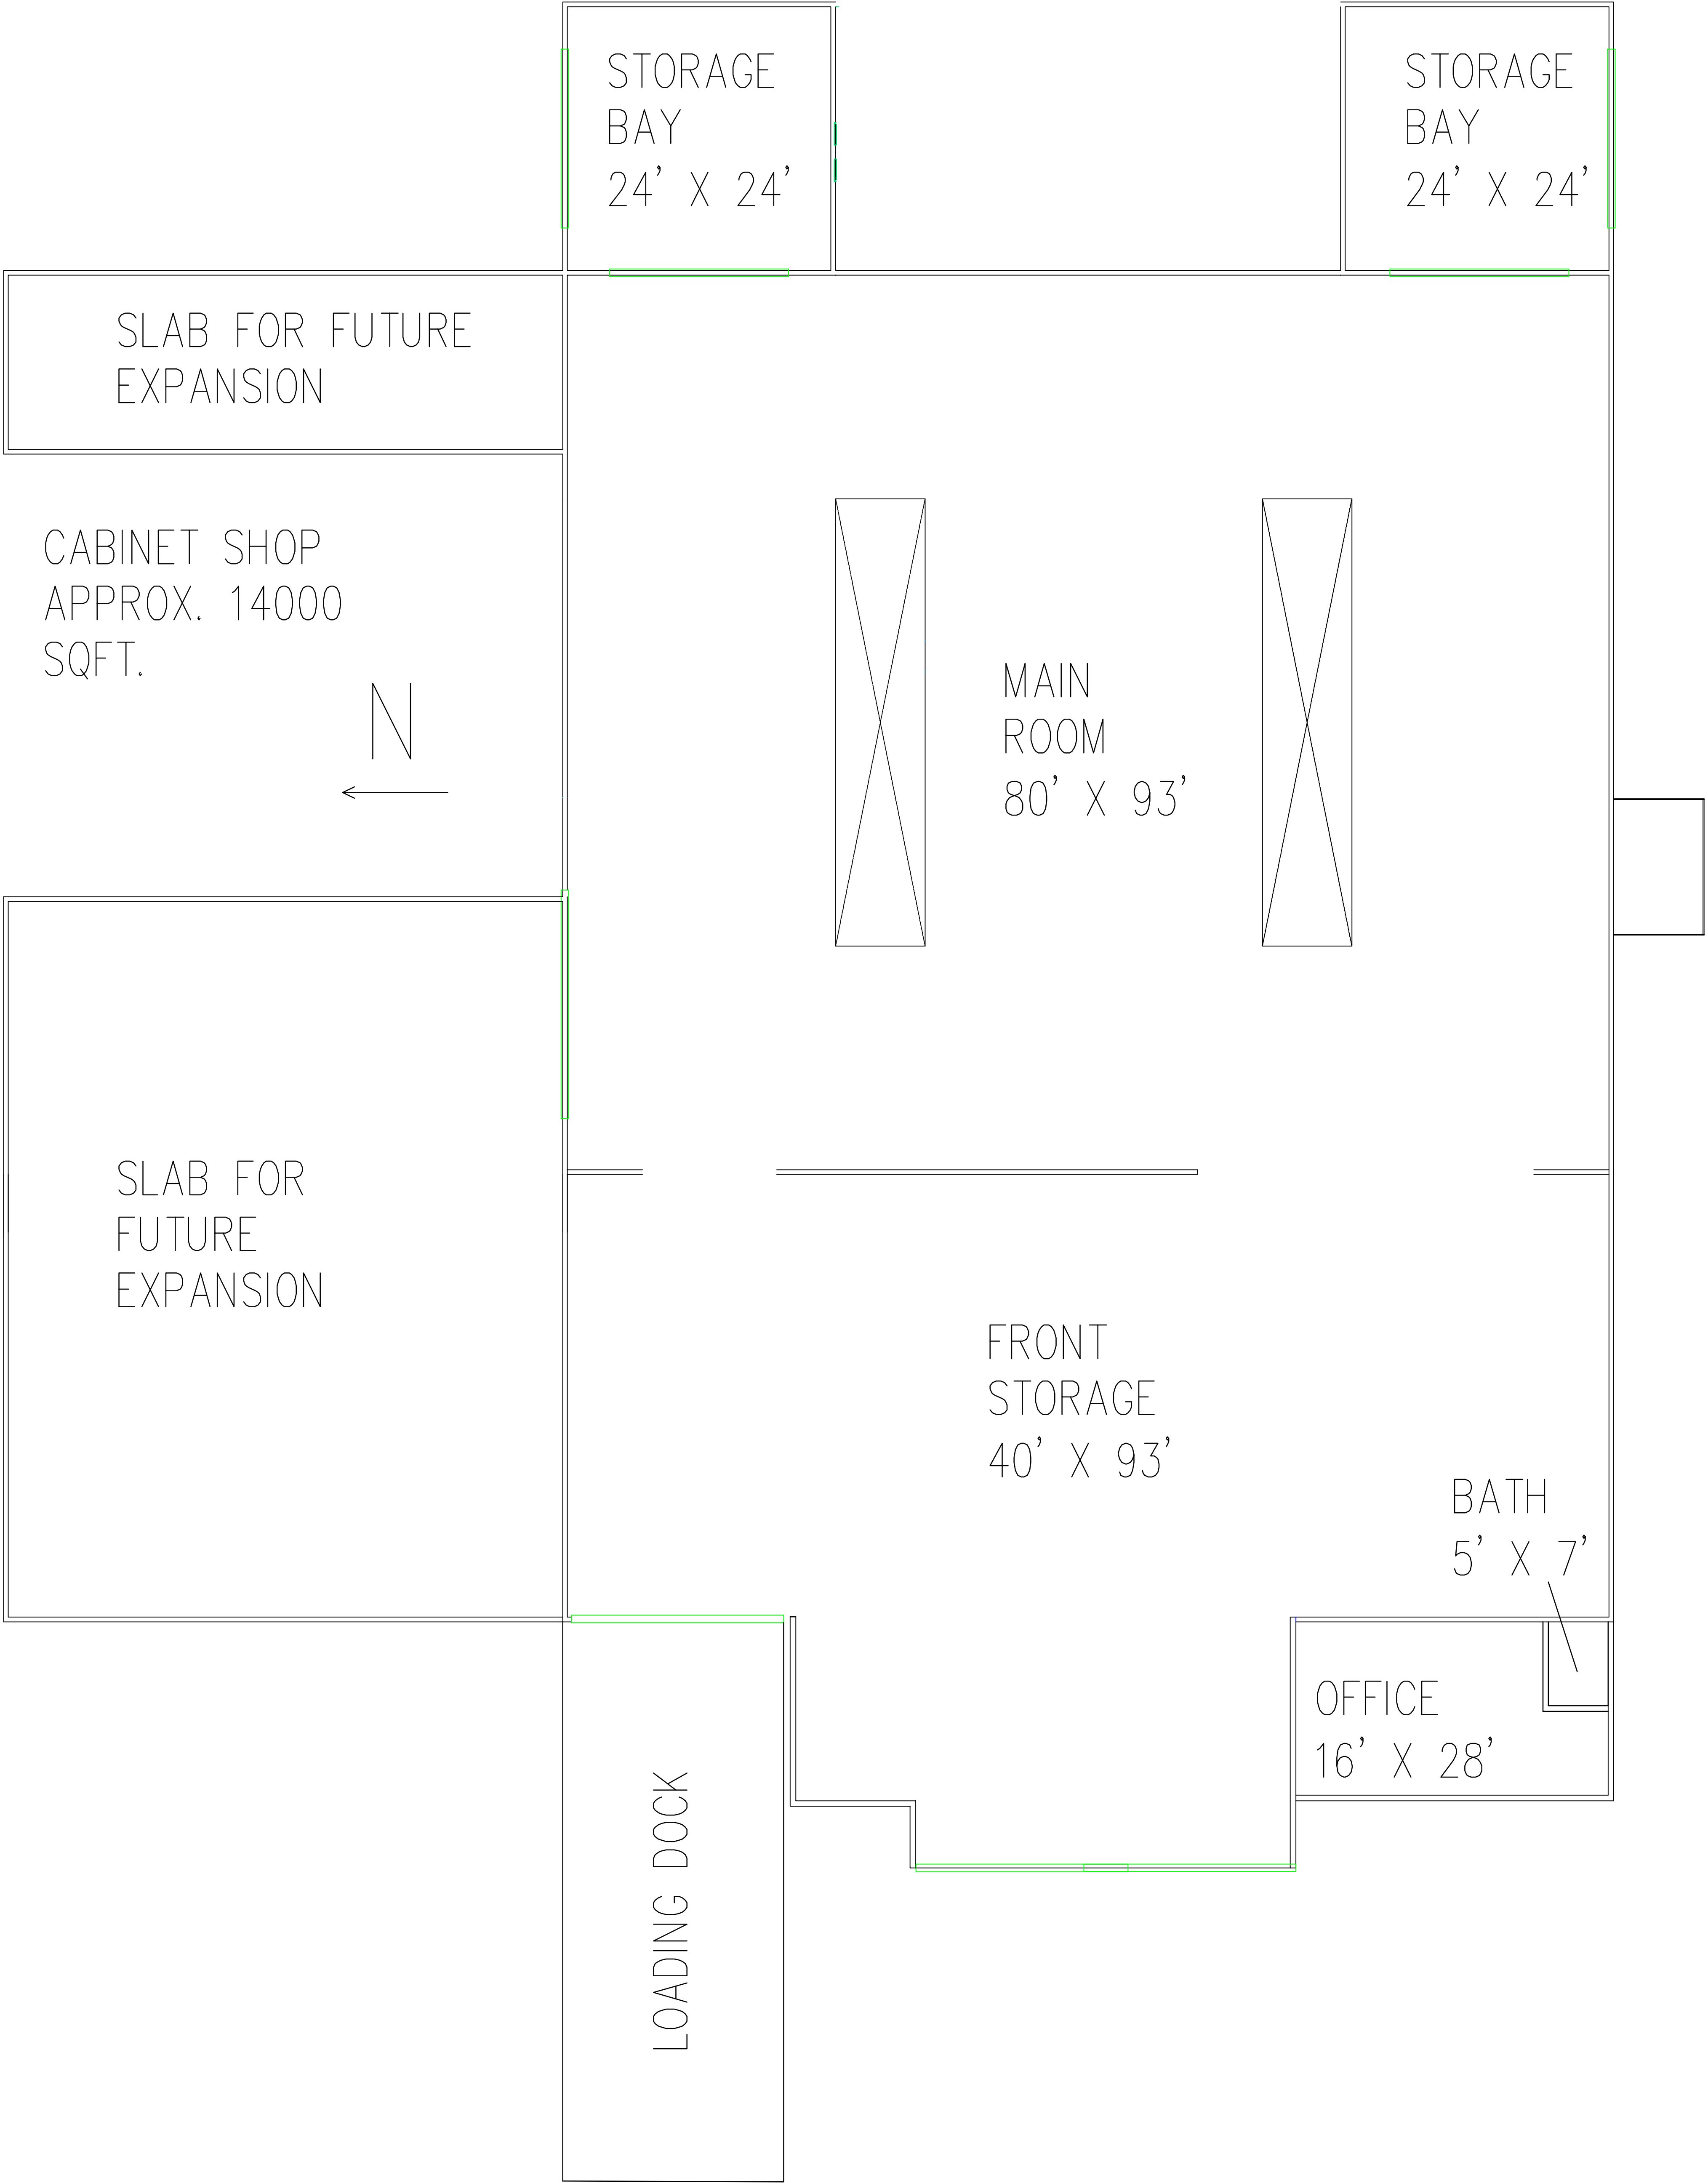 STORAGE
BAY
24' X 24'
STORAGE
BAY
24' X 24'
SLAB FOR FUTURE
EXPANSION
CABINET SHOP
APPROX. 14000
SQFT.
N
MAIN
ROOM
80' X 93'
SLAB FOR
FUTURE
EXPANSION
FRONT
STORAGE
40' X 93'
BATH
5' X 7'
OFFICE
16' X 28'
LOADING DOCK